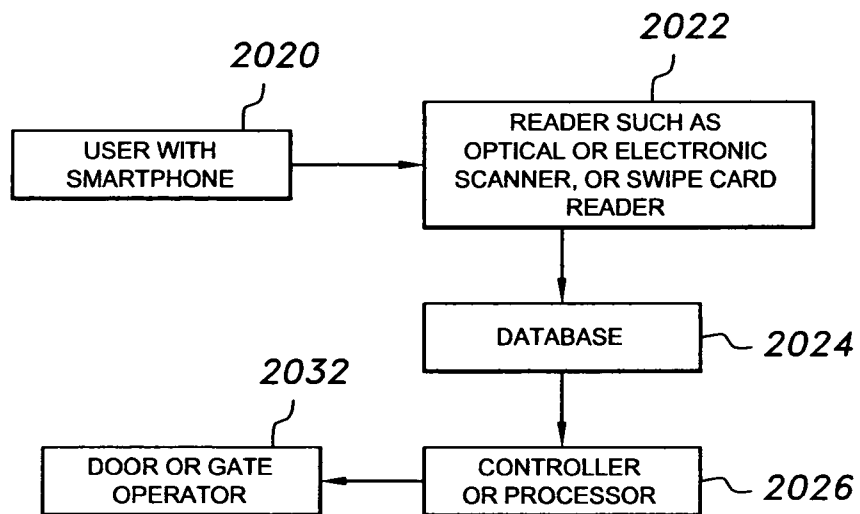 2020
USER WITH
SMARTPHONE
2022
READER SUCH AS
OPTICAL OR ELECTRONIC
SCANNER, OR SWIPE CARD
READER
DATABASE
2024
2032
DOOR OR GATE
OPERATOR
CONTROLLER
OR PROCESSOR
2026